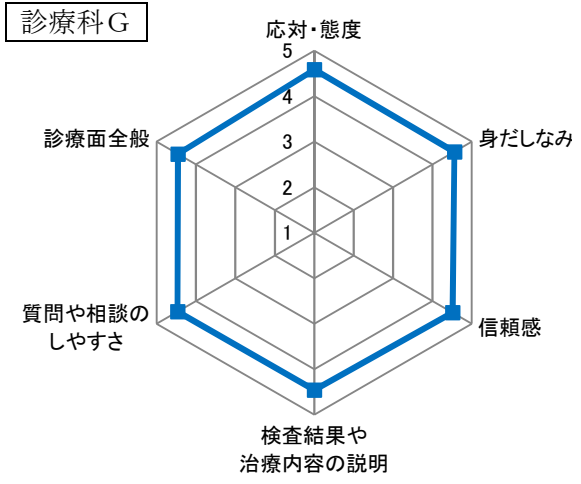 診療科G
応対・態度
5
4
3
2
1
身だしなみ
信頼感
検査結果や
治療内容の説明
質問や相談の
しやすさ
診療面全般